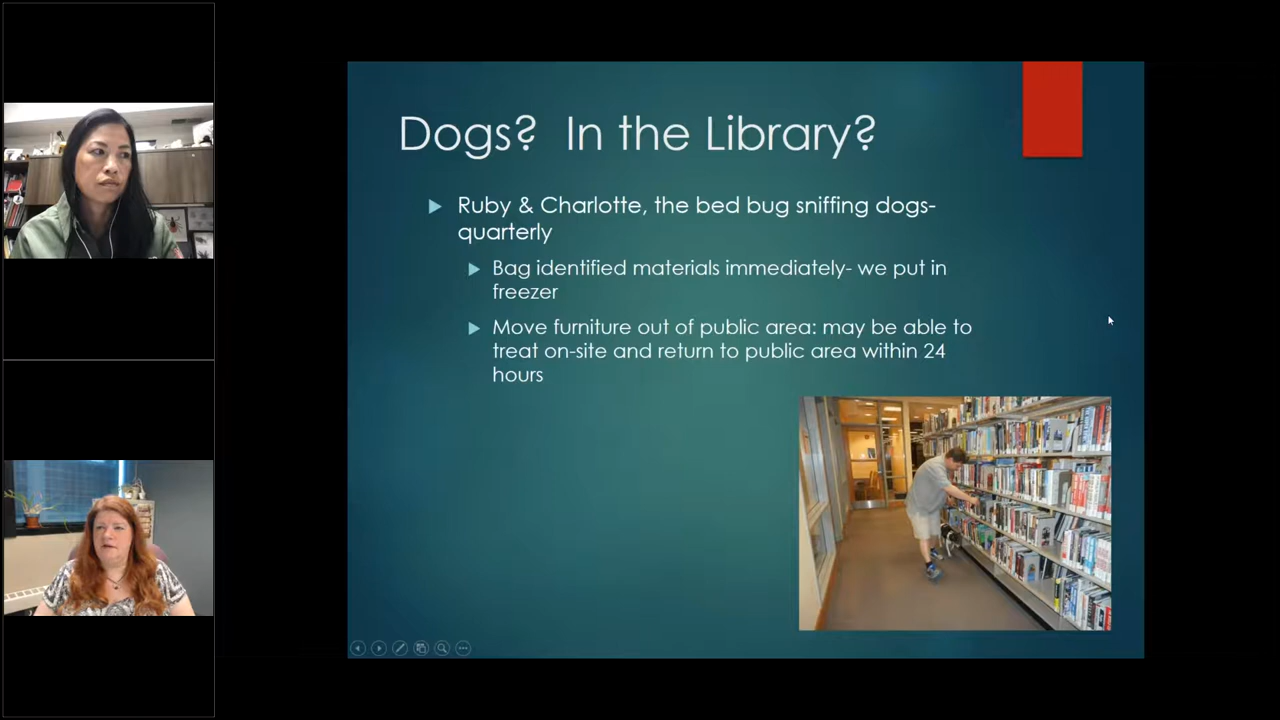 Dogs? In the Library?
Ruby & Charlotte, the bed bug sniffing dogs-
quarterly
Bag identified materials immediately- we put in
freezer
Move furniture out of public area: may be able to
treat on-site and return to public area within 24
hours